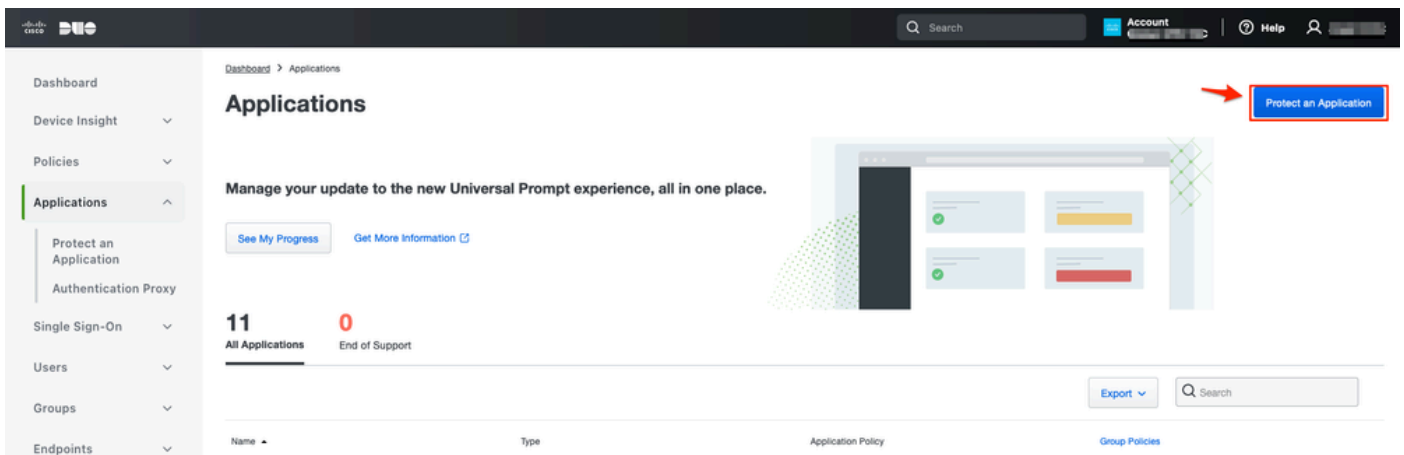 CISCO DUO
Search
Account
Help
Dashboard
Device Insight
Policies
Applications
Protect an
Application
Authentication Proxy
Single Sign-On
Users
Groups
Endpoints
Dashboard > Applications
Applications
Protect an Application
Manage your update to the new Universal Prompt experience, all in one place.
See My Progress
Get More Information
11
All Applications
0
End of Support
Export
Search
Name
Type
Application Policy
Group Policies